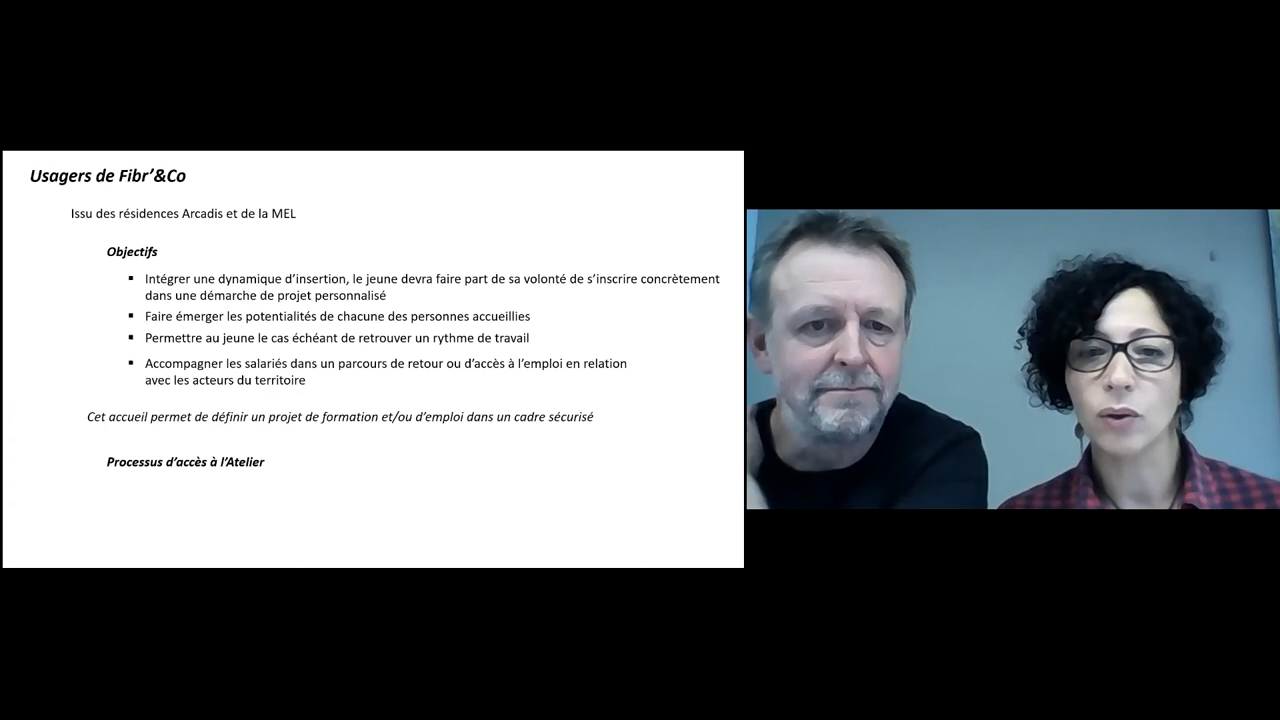 Usagers de Fibr’&Co
Issu des résidences Arcadis et de la MEL
Objectifs
▪ Intégrer une dynamique d’insertion, le jeune devra faire part de sa volonté de s’inscrire concrètement
dans une démarche de projet personnalisé
▪ Faire émerger les potentialités de chacune des personnes accueillies
▪ Permettre au jeune le cas échéant de retrouver un rythme de travail
▪ Accompagner les salariés dans un parcours de retour ou d’accès à l’emploi en relation
avec les acteurs du territoire
Cet accueil permet de définir un projet de formation et/ou d’emploi dans un cadre sécurisé
Processus d’accès à l’Atelier